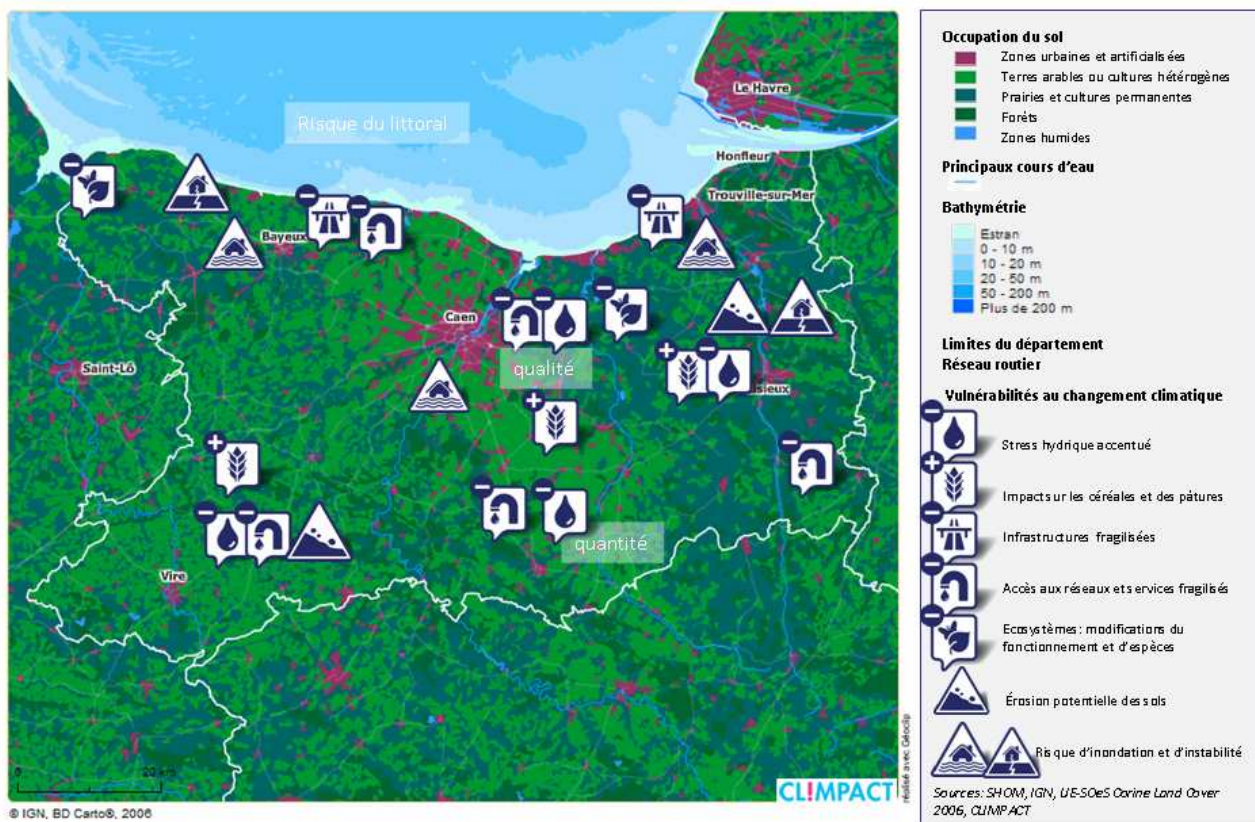 Risque du littoral
Le Havre
Honfleur
Trouville-sur-Mer
Bayeux
Caen
Saint-Lô
qualité
quantité
Vire
0
20 km
CL!MPACT
réalisé avec Géoclip
© IGN, BD Carto®, 2006
Occupation du sol
Zones urbaines et artificialisées
Terres arables ou cultures hétérogènes
Prairies et cultures permanentes
Forêts
Zones humides
Principaux cours d'eau
Bathymétrie
Estran
0 - 10 m
10 - 20 m
20 - 50 m
50 - 200 m
Plus de 200 m
Limites du département
Réseau routier
Vulnérabilités au changement climatique
Stress hydrique accentué
Impacts sur les céréales et des pâtures
Infrastructures fragilisées
Accès aux réseaux et services fragilisés
Ecosystèmes : modifications du
fonctionnement et d'espèces
Érosion potentielle des sols
Risque d'inondation et d'instabilité
Sources: SHOM, IGN, UE-SOeS Corine Land Cover
2006, CLIMPACT